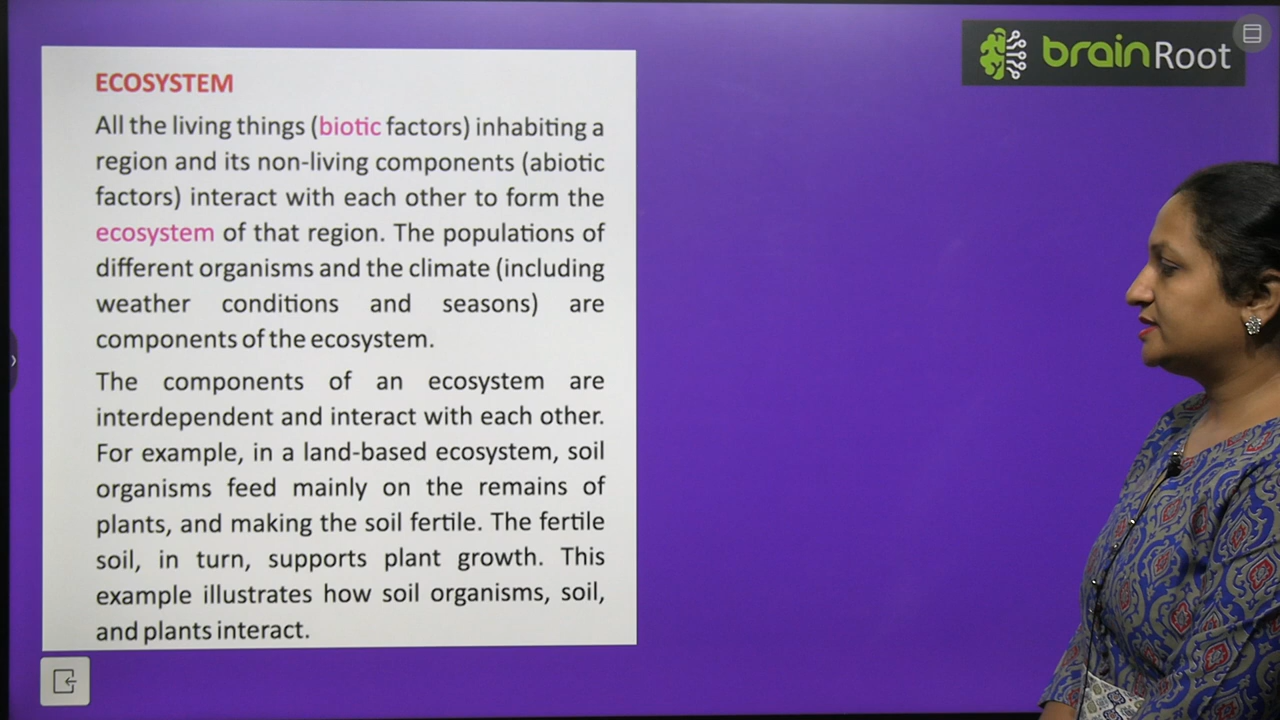 brainRoot
ECOSYSTEM
All the living things (biotic factors) inhabiting a
region and its non-living components (abiotic
factors) interact with each other to form the
ecosystem of that region. The populations of
different organisms and the climate (including
weather conditions and seasons) are
components of the ecosystem.
The components of an ecosystem are
interdependent and interact with each other.
For example, in a land-based ecosystem, soil
organisms feed mainly on the remains of
plants, and making the soil fertile. The fertile
soil, in turn, supports plant growth. This
example illustrates how soil organisms, soil,
and plants interact.